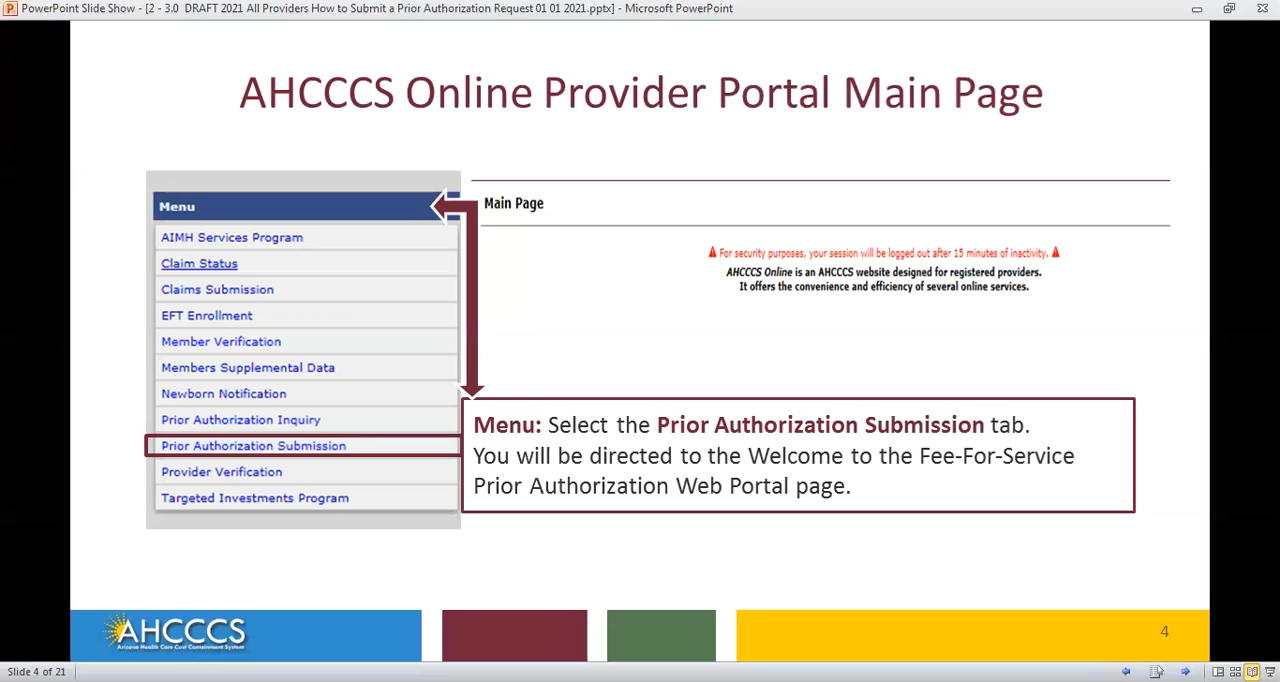 PowerPoint Slide Show - [2 - 3.0  DRAFT 2021 All Providers How to Submit a Prior Authorization Request 01 01 2021.pptx] - Microsoft PowerPoint
AHCCCS Online Provider Portal Main Page
Menu
AIMH Services Program
Claim Status
Claims Submission
EFT Enrollment
Member Verification
Members Supplemental Data
Newborn Notification
Prior Authorization Inquiry
Prior Authorization Submission
Provider Verification
Targeted Investments Program
Main Page
For security purposes, your session will be logged out after 15 minutes of inactivity.
AHCCCS Online is an AHCCCS website designed for registered providers.
It offers the convenience and efficiency of several online services.
Menu: Select the Prior Authorization Submission tab.
You will be directed to the Welcome to the Fee-For-Service
Prior Authorization Web Portal page.
AHCCCS
Arizona Health Care Cost Containment System
4
Slide 4 of 21